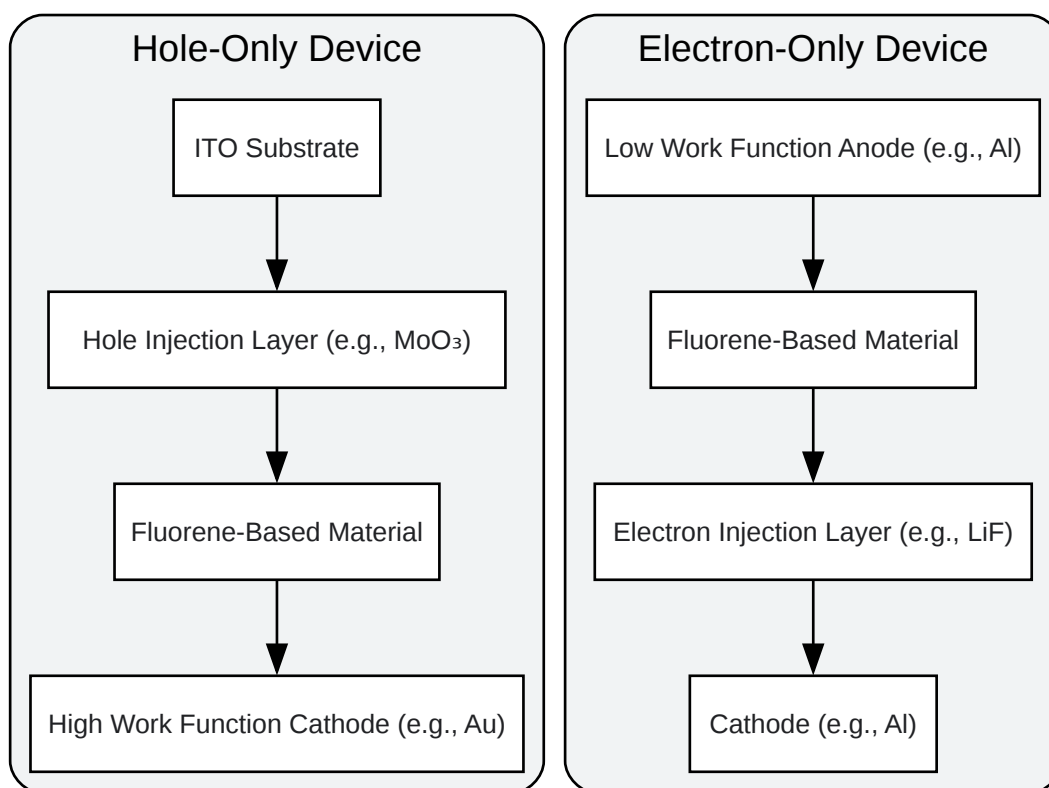 Hole-Only Device
ITO Substrate
Hole Injection Layer (e.g., MoO₃)
Fluorene-Based Material
High Work Function Cathode (e.g., Au)
Electron-Only Device
Low Work Function Anode (e.g., Al)
Fluorene-Based Material
Electron Injection Layer (e.g., LiF)
Cathode (e.g., Al)